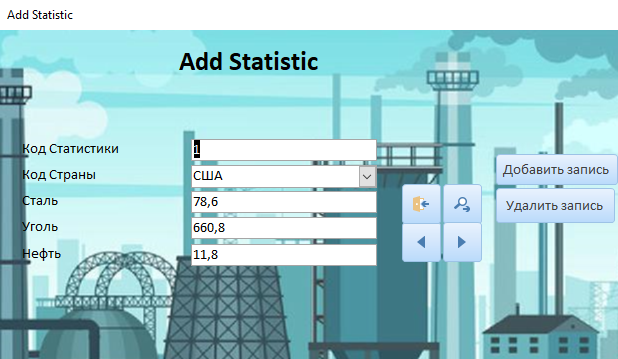 Add Statistic
Add Statistic
Код Статистики 1
Код Страны США
Сталь 78,6
Уголь 660,8
Нефть 11,8
Добавить запись
Удалить запись